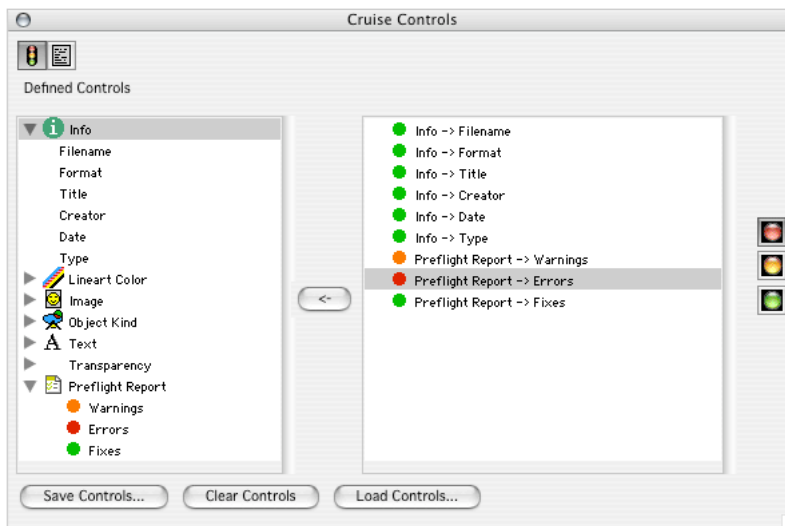 Cruise Controls
Defined Controls
Info
Filename
Format
Title
Creator
Date
Type
Lineart Color
Image
Object Kind
A Text
Transparency
Preflight Report
Warnings
Errors
Fixes
<-
Info -> Filename
Info -> Format
Info -> Title
Info -> Creator
Info -> Date
Info -> Type
Preflight Report -> Warnings
Preflight Report -> Errors
Preflight Report -> Fixes
Save Controls...
Clear Controls
Load Controls...